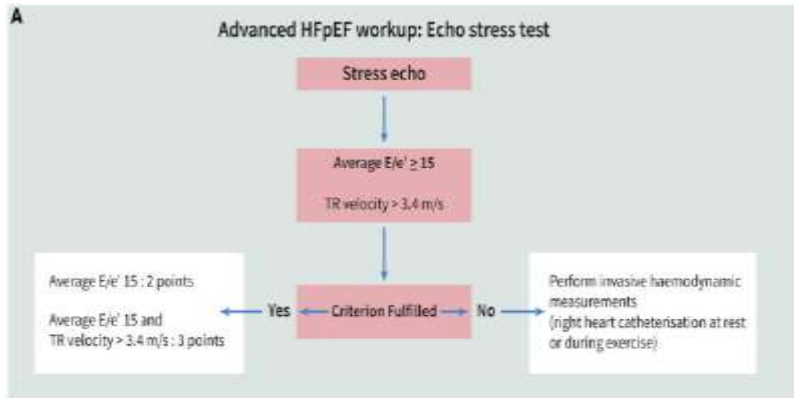 A
Advanced HFpEF workup: Echo stress test
Stress echo
Average E/e' ≥ 15
TR velocity > 3.4 m/s
Average E/e' 15 : 2 points
Average E/e' 15 and
TR velocity > 3.4 m/s : 3 points
Yes
Criterion Fulfilled
No
Perform invasive haemodynamic
measurements
(right heart catheterisation at rest
or during exercise)